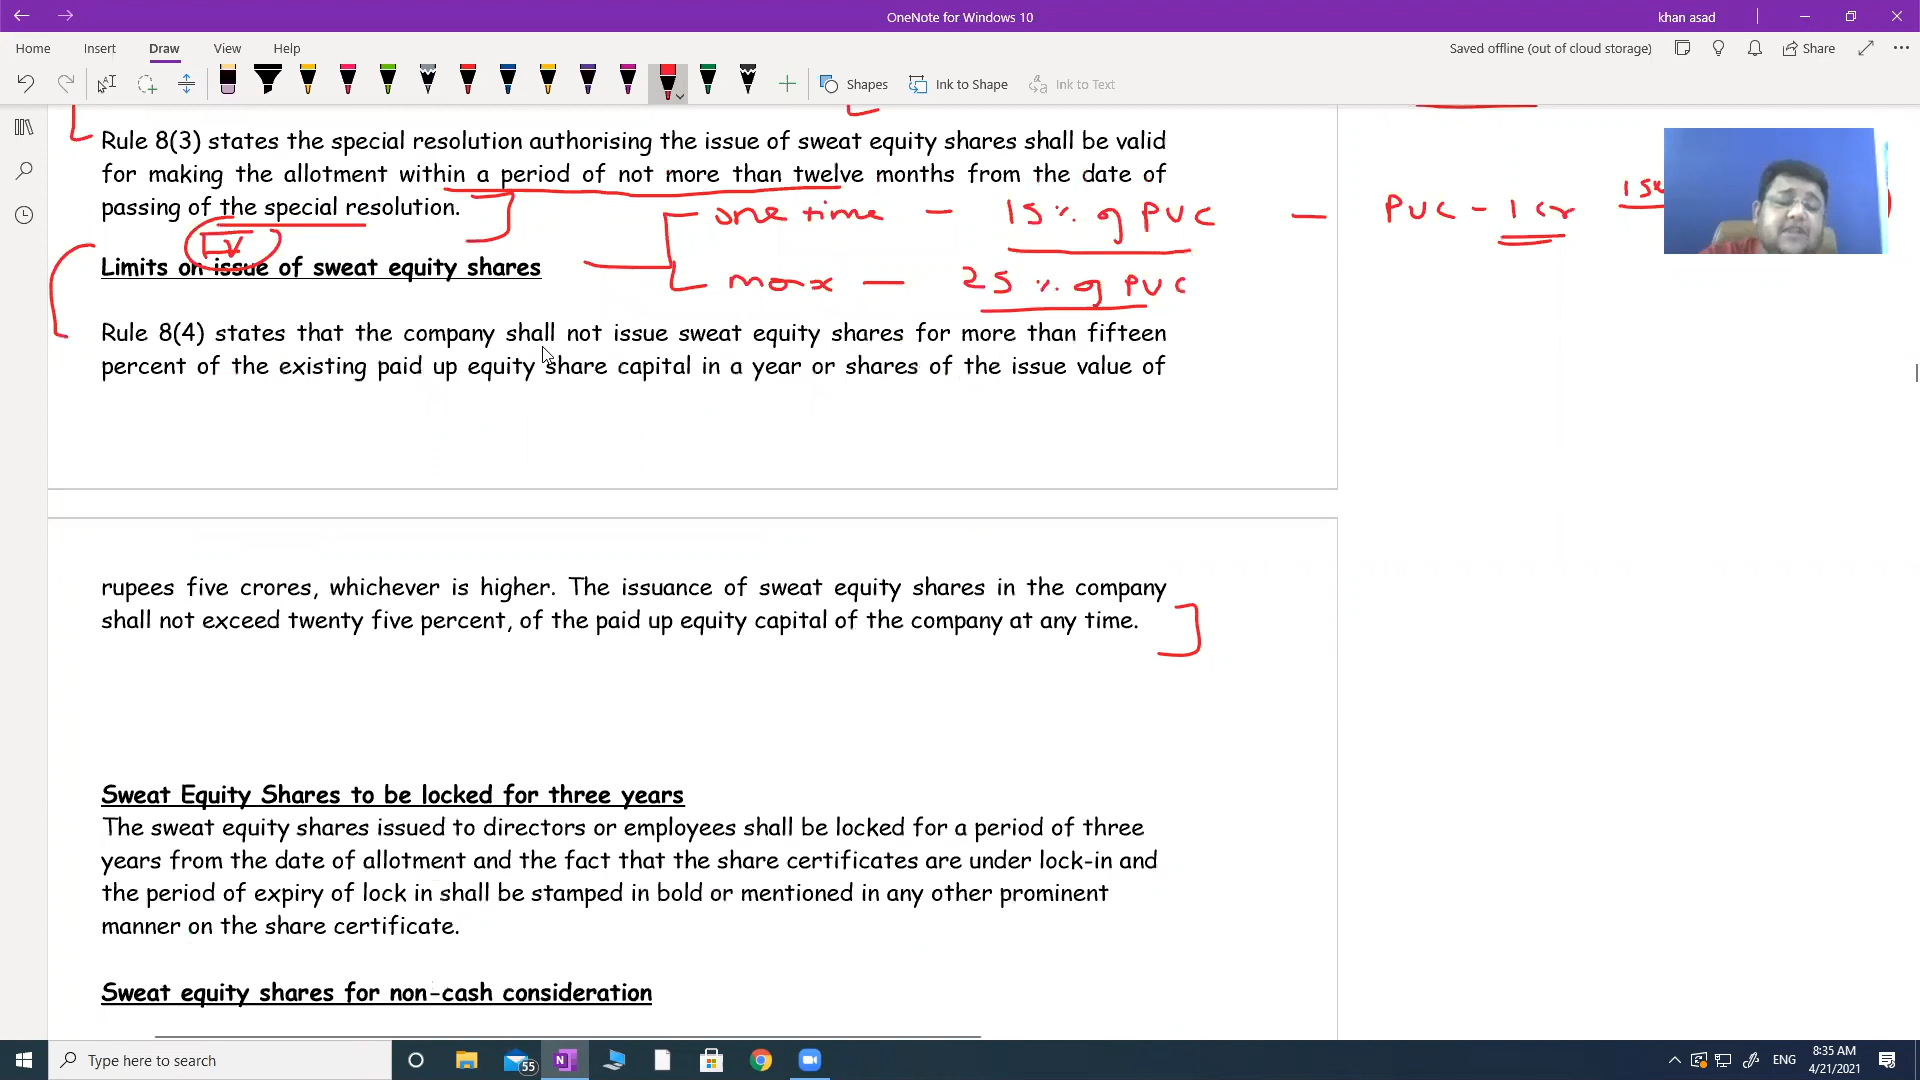 OneNote for Windows 10
khan asad
Home Insert Draw View Help
Saved offline (out of cloud storage)
Share
Shapes
Ink to Shape
Ink to Text
Rule 8(3) states the special resolution authorising the issue of sweat equity shares shall be valid
for making the allotment within a period of not more than twelve months from the date of
passing of the special resolution.
one time - 15% of PUC - PUC - 1 Cr
IV
Limits on issue of sweat equity shares
max - 25% of PUC
Rule 8(4) states that the company shall not issue sweat equity shares for more than fifteen
percent of the existing paid up equity share capital in a year or shares of the issue value of
rupees five crores, whichever is higher. The issuance of sweat equity shares in the company
shall not exceed twenty five percent, of the paid up equity capital of the company at any time.
Sweat Equity Shares to be locked for three years
The sweat equity shares issued to directors or employees shall be locked for a period of three
years from the date of allotment and the fact that the share certificates are under lock-in and
the period of expiry of lock in shall be stamped in bold or mentioned in any other prominent
manner on the share certificate.
Sweat equity shares for non-cash consideration
Type here to search
55
ENG
8:35 AM
4/21/2021